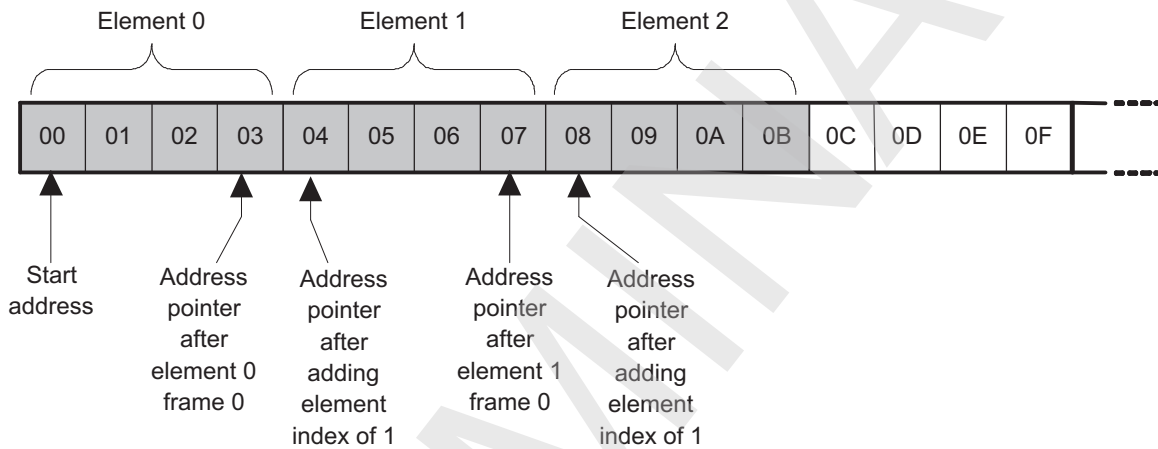 Element 0
Element 1
Element 2
00 01 02 03 04 05 06 07 08 09 0A 0B 0C 0D 0E 0F
Start
address
Address
pointer
after
element 0
frame 0
Address
pointer
after
adding
element
index of 1
Address
pointer
after
element 1
frame 0
Address
pointer
after
adding
element
index of 1
MINA